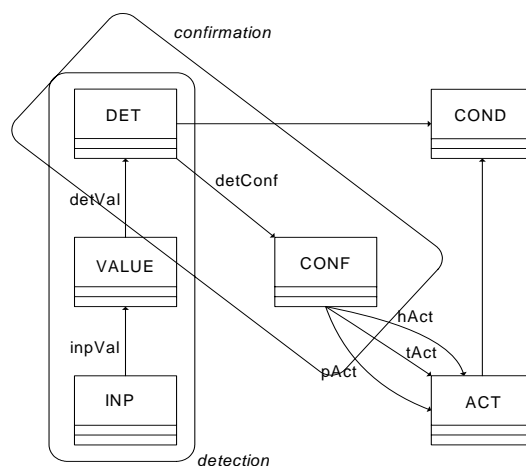 confirmation
DET
COND
detConf
detVal
VALUE
CONF
hAct
inpVal
tAct
pAct
INP
ACT
detection